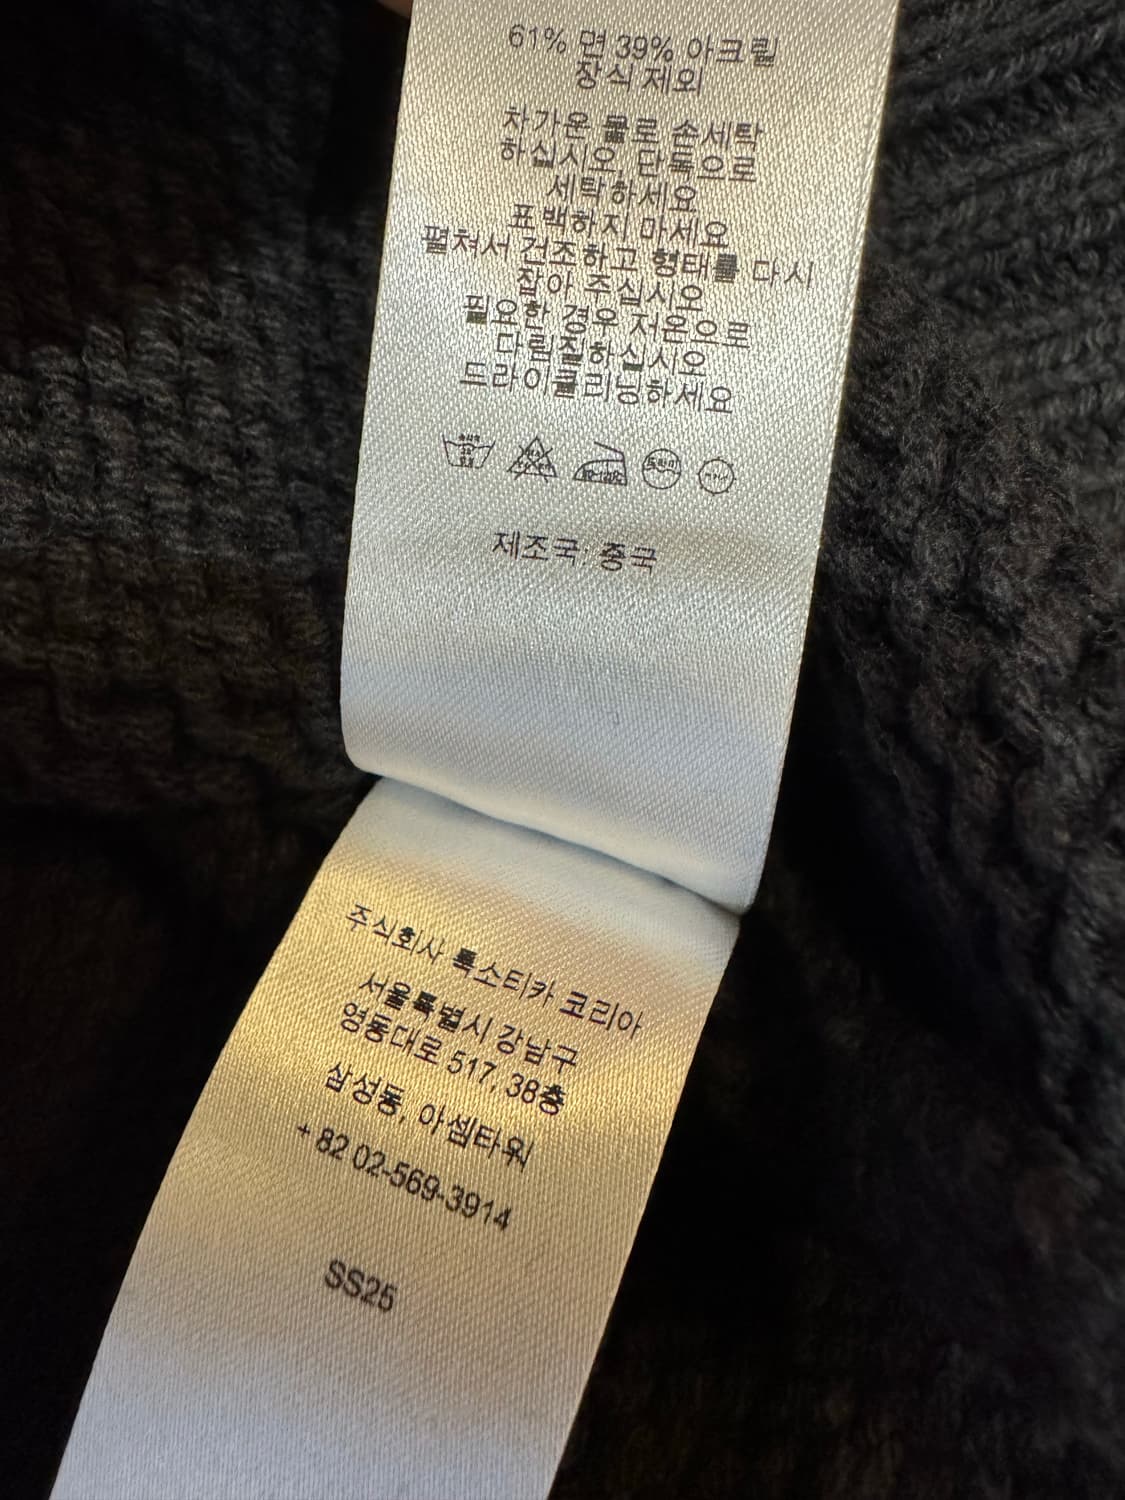 61% 면 39% 아크릴
장식 제외
차가운 물로 손세탁
하십시오, 단독으로
세탁하세요
표백하지 마세요
펼쳐서 건조하고 형태를 다시
잡아 주십시오
필요한 경우 저온으로
다림질하십시오
드라이클리닝하세요
제조국: 중국
주식회사 룩소티카 코리아
서울특별시 강남구
영동대로 517, 38층
삼성동, 아셈타워
+ 82 02-569-3914
SS25